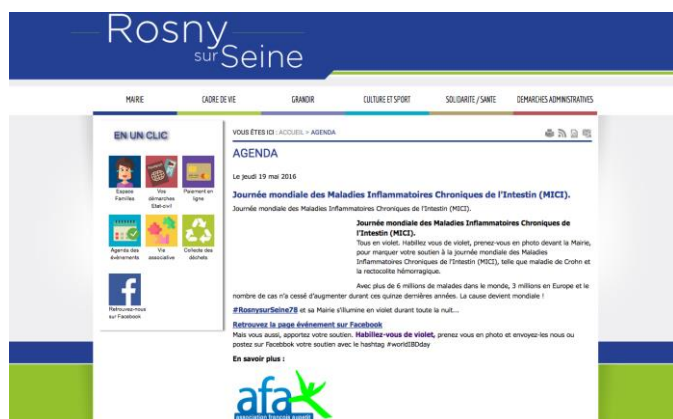 Rosny
sur Seine
MAIRIE CADRE DE VIE GRANDIR CULTURE ET SPORT SOLIDARITE / SANTE DEMARCHES ADMINISTRATIVES
EN UN CLIC
Espace Familles
Vos démarches Etat-civil
Paiement en ligne
Agenda des évènements
Vie associative
Collecte des déchets
Retrouvez-nous sur Facebook
VOUS ÊTES ICI : ACCUEIL > AGENDA
AGENDA
Le jeudi 19 mai 2016
Journée mondiale des Maladies Inflammatoires Chroniques de l'Intestin (MICI).
Journée mondiale des Maladies Inflammatoires Chroniques de l'Intestin (MICI).
Journée mondiale des Maladies Inflammatoires Chroniques de
l'Intestin (MICI).
Tous en violet. Habillez vous de violet, prenez-vous en photo devant la Mairie,
pour marquer votre soutien à la journée mondiale des Maladies
Inflammatoires Chroniques de l'Intestin (MICI), telle que maladie de Crohn et
la rectocolite hémorragique.
Avec plus de 6 millions de malades dans le monde, 3 millions en Europe et le
nombre de cas n'a cessé d'augmenter durant ces quinze dernières années. La cause devient mondiale !
#RosnysurSeine78 et sa Mairie s'illumine en violet durant toute la nuit...
Retrouvez la page événement sur Facebook
Mais vous aussi, apportez votre soutien. Habillez-vous de violet, prenez vous en photo et envoyez-les nous ou
postez sur Facebbok votre soutien avec le hashtag #worldIBDday
En savoir plus :
afa
association françois aupetit